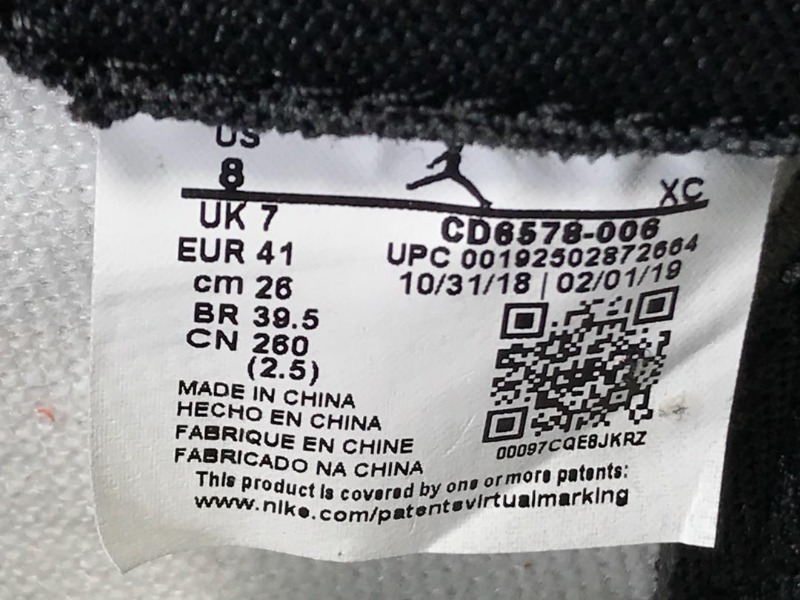 US
8
XC
UK 7
EUR 41
cm 26
BR 39.5
CN 260
(2.5)
CD6578-006
UPC 00192502872664
10/31/18 | 02/01/19
00097CQE8JKRZ
MADE IN CHINA
HECHO EN CHINA
FABRIQUE EN CHINE
FABRICADO NA CHINA
This product is covered by one or more patents:
www.nike.com/patentsvirtualmarking